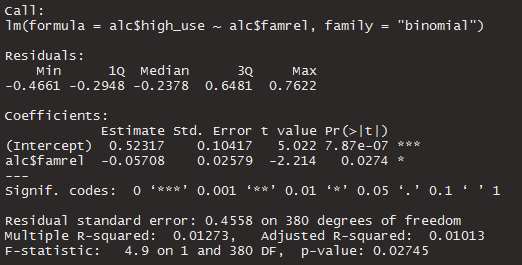 Call:
lm(formula = alc$high_use ~ alc$famrel, family = "binomial")
Residuals:
Min 1Q Median 3Q Max
-0.4661 -0.2948 -0.2378 0.6481 0.7622
Coefficients:
Estimate Std. Error t value Pr(>|t|)
(Intercept) 0.52317 0.10417 5.022 7.87e-07 ***
alc$famrel -0.05708 0.02579 -2.214 0.0274 *
---
Signif. codes: 0 ‘***’ 0.001 ‘**’ 0.01 ‘*’ 0.05 ‘.’ 0.1 ‘ ’ 1
Residual standard error: 0.4558 on 380 degrees of freedom
Multiple R-squared: 0.01273, Adjusted R-squared: 0.01013
F-statistic: 4.9 on 1 and 380 DF, p-value: 0.02745